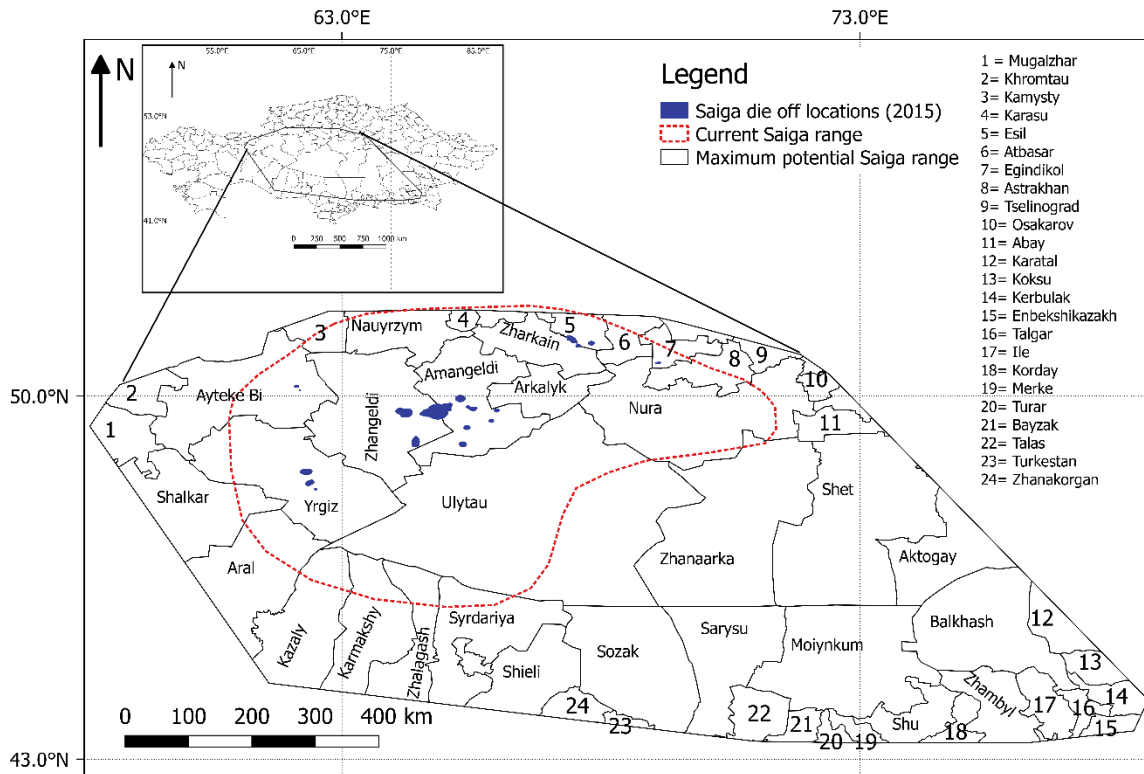 63.0°E
73.0°E
N
55.0°E
65.0°E
75.0°E
85.0°E
N
53.0°N
41.0°N
0 250 500 750 1000 km
Legend
Saiga die off locations (2015)
Current Saiga range
Maximum potential Saiga range
1 = Mugalzhar
2= Khromtau
3= Kamysty
4= Karasu
5= Esil
6= Atbasar
7= Egindikol
8= Astrakhan
9= Tselinograd
10= Osakarov
11= Abay
12= Karatal
13= Koksu
14= Kerbulak
15= Enbekshikazakh
16= Talgar
17= Ile
18= Korday
19= Merke
20= Turar
21= Bayzak
22= Talas
23= Turkestan
24= Zhanakorgan
3
Nauyrzym
4
Zharkain
5
6
7
8
9
10
2
Ayteke Bi
Amangeldi
Arkalyk
50.0°N
1
Zhangeldi
Nura
11
Shalkar
Yrgiz
Ulytau
Shet
Aral
Zhanaarka
Aktogay
Kazaly
Karmakshy
Zhalagash
Syrdariya
Shieli
Sozak
Sarysu
Moiynkum
Balkhash
12
13
14
15
16
17
Zhambyl
18
Shu
19
20
21
22
23
24
0 100 200 300 400 km
43.0°N